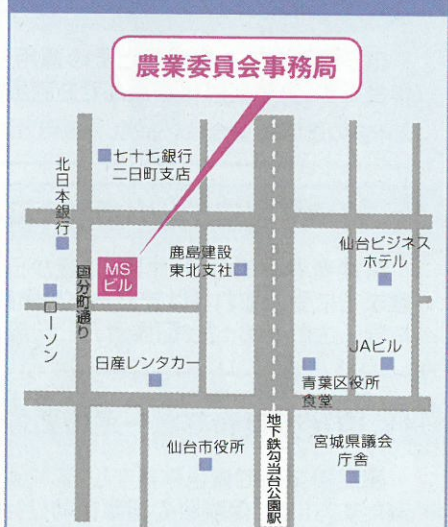 農業委員会事務局
七十七銀行
二日町支店
北日本銀行
鹿島建設
東北支社
仙台ビジネス
ホテル
MS
ビル
国分町通り
ローソン
日産レンタカー
JAビル
青葉区役所
食堂
仙台市役所
地下鉄勾当台公園駅
宮城県議会
庁舎